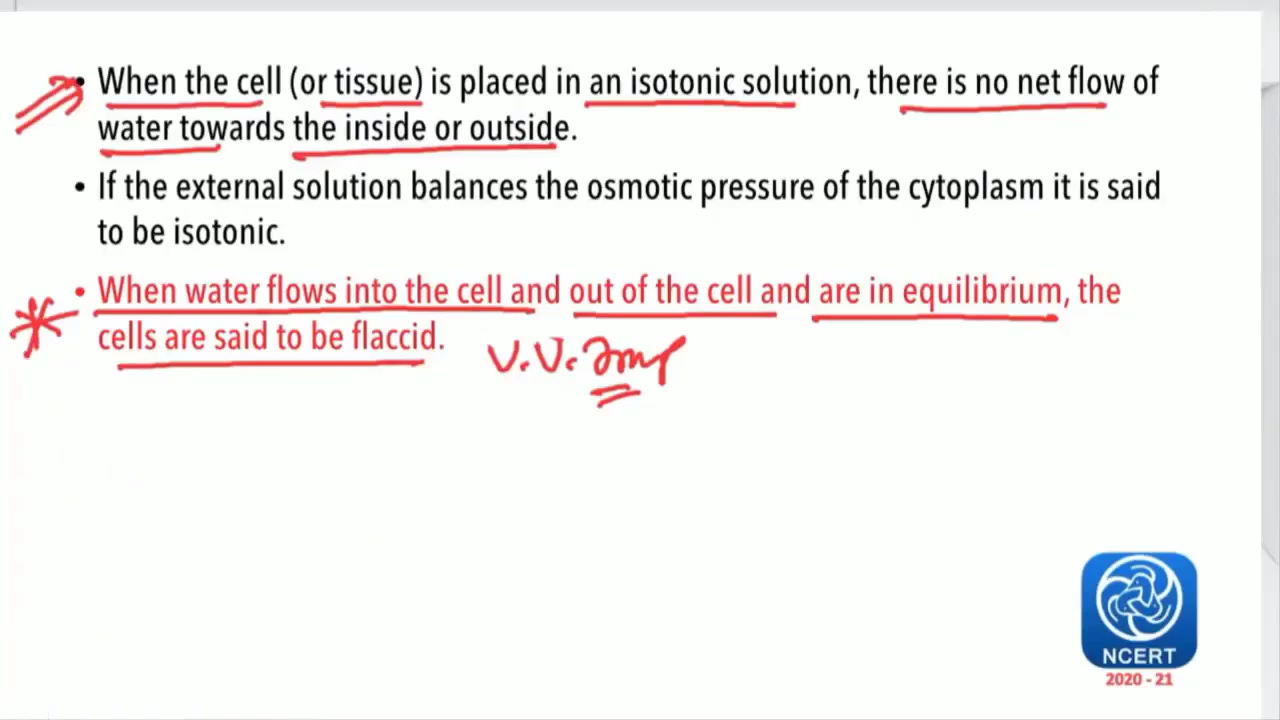 • When the cell (or tissue) is placed in an isotonic solution, there is no net flow of
water towards the inside or outside.
• If the external solution balances the osmotic pressure of the cytoplasm it is said
to be isotonic.
• When water flows into the cell and out of the cell and are in equilibrium, the
cells are said to be flaccid.
V.V. Imp
NCERT
2020 - 21